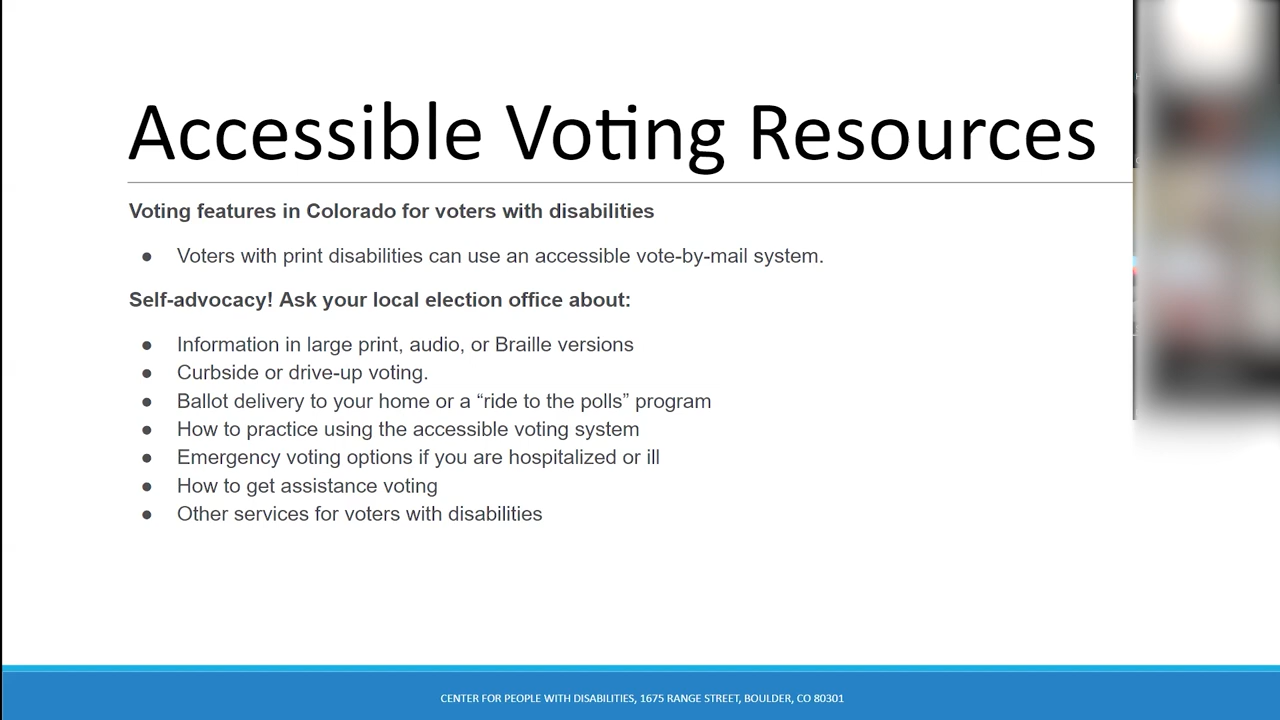 Accessible Voting Resources
Voting features in Colorado for voters with disabilities
● Voters with print disabilities can use an accessible vote-by-mail system.
Self-advocacy! Ask your local election office about:
● Information in large print, audio, or Braille versions
● Curbside or drive-up voting.
● Ballot delivery to your home or a “ride to the polls” program
● How to practice using the accessible voting system
● Emergency voting options if you are hospitalized or ill
● How to get assistance voting
● Other services for voters with disabilities
CENTER FOR PEOPLE WITH DISABILITIES, 1675 RANGE STREET, BOULDER, CO 80301